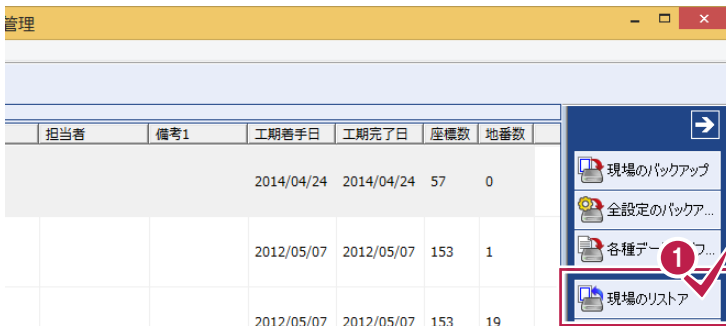 管理
担当者 備考1 工期着手日 工期完了日 座標数 地番数
現場のバックアップ
2014/04/24 2014/04/24 57 0
全設定のバックア...
2012/05/07 2012/05/07 153 1
各種デー
1
現場のリストア
2012/05/07 2012/05/07 153 19